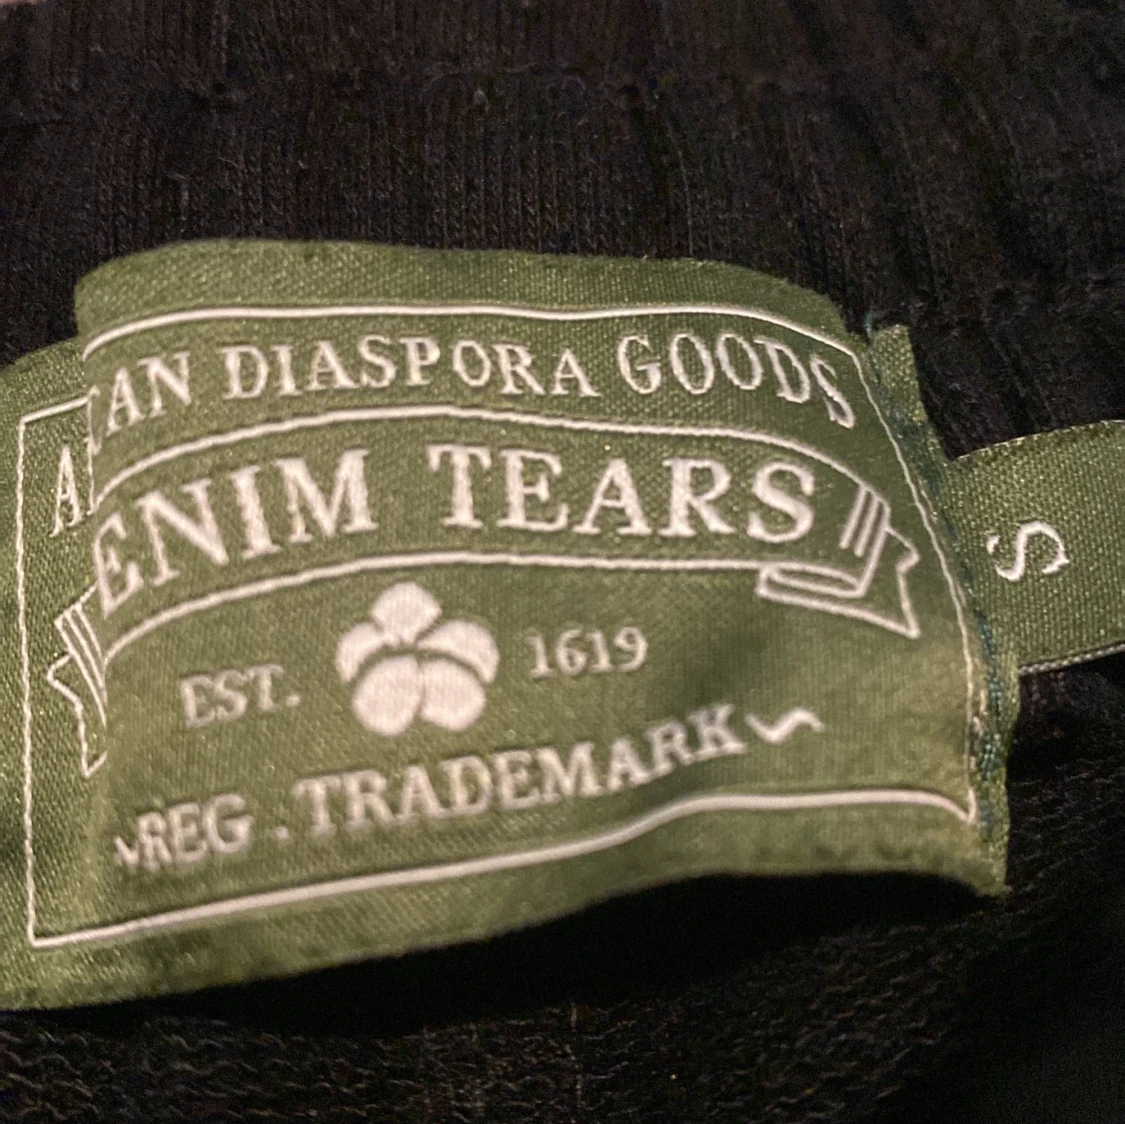 AN DIASPORA GOODS
ENIM TEARS
EST. 1619
REG. TRADEMARK
S